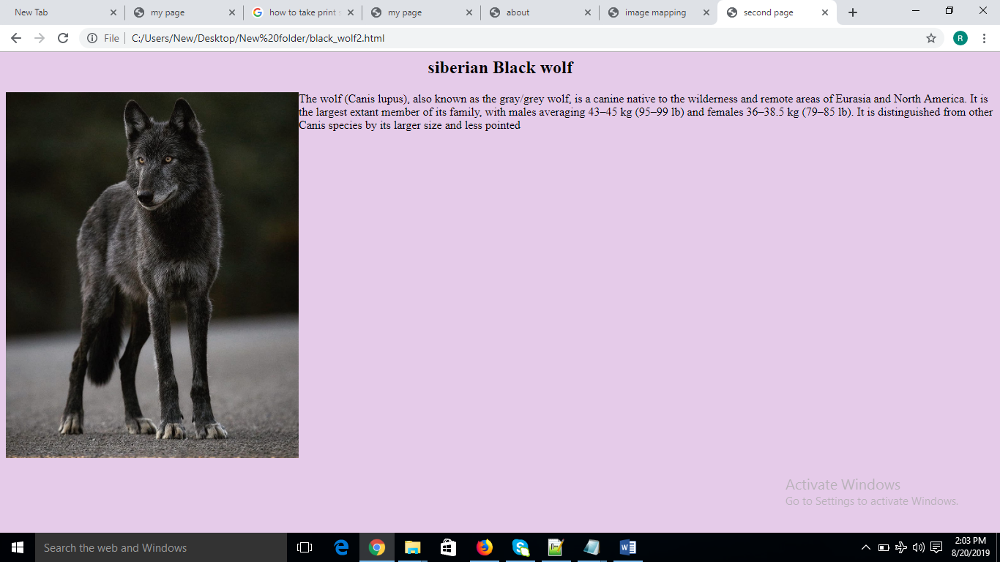 New Tab
my page
how to take print s
my page
about
image mapping
second page
File
C:/Users/New/Desktop/New%20folder/black_wolf2.html
R
siberian Black wolf
The wolf (Canis lupus), also known as the gray/grey wolf, is a canine native to the wilderness and remote areas of Eurasia and North America. It is
the largest extant member of its family, with males averaging 43–45 kg (95–99 lb) and females 36–38.5 kg (79–85 lb). It is distinguished from other
Canis species by its larger size and less pointed
Activate Windows
Go to Settings to activate Windows.
Search the web and Windows
2:03 PM
8/20/2019